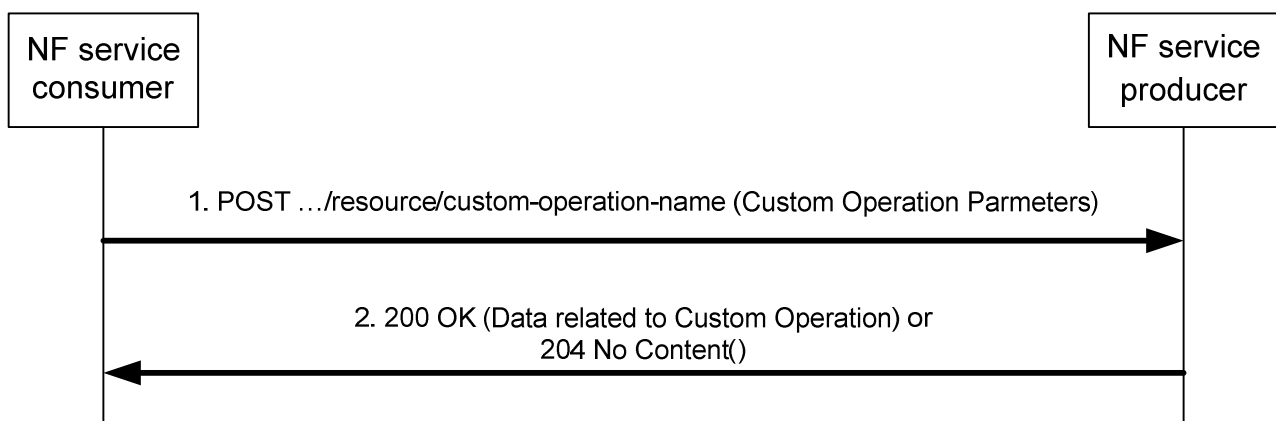 NF service
consumer
NF service
producer
1. POST …/resource/custom-operation-name (Custom Operation Parmeters)
2. 200 OK (Data related to Custom Operation) or
204 No Content()